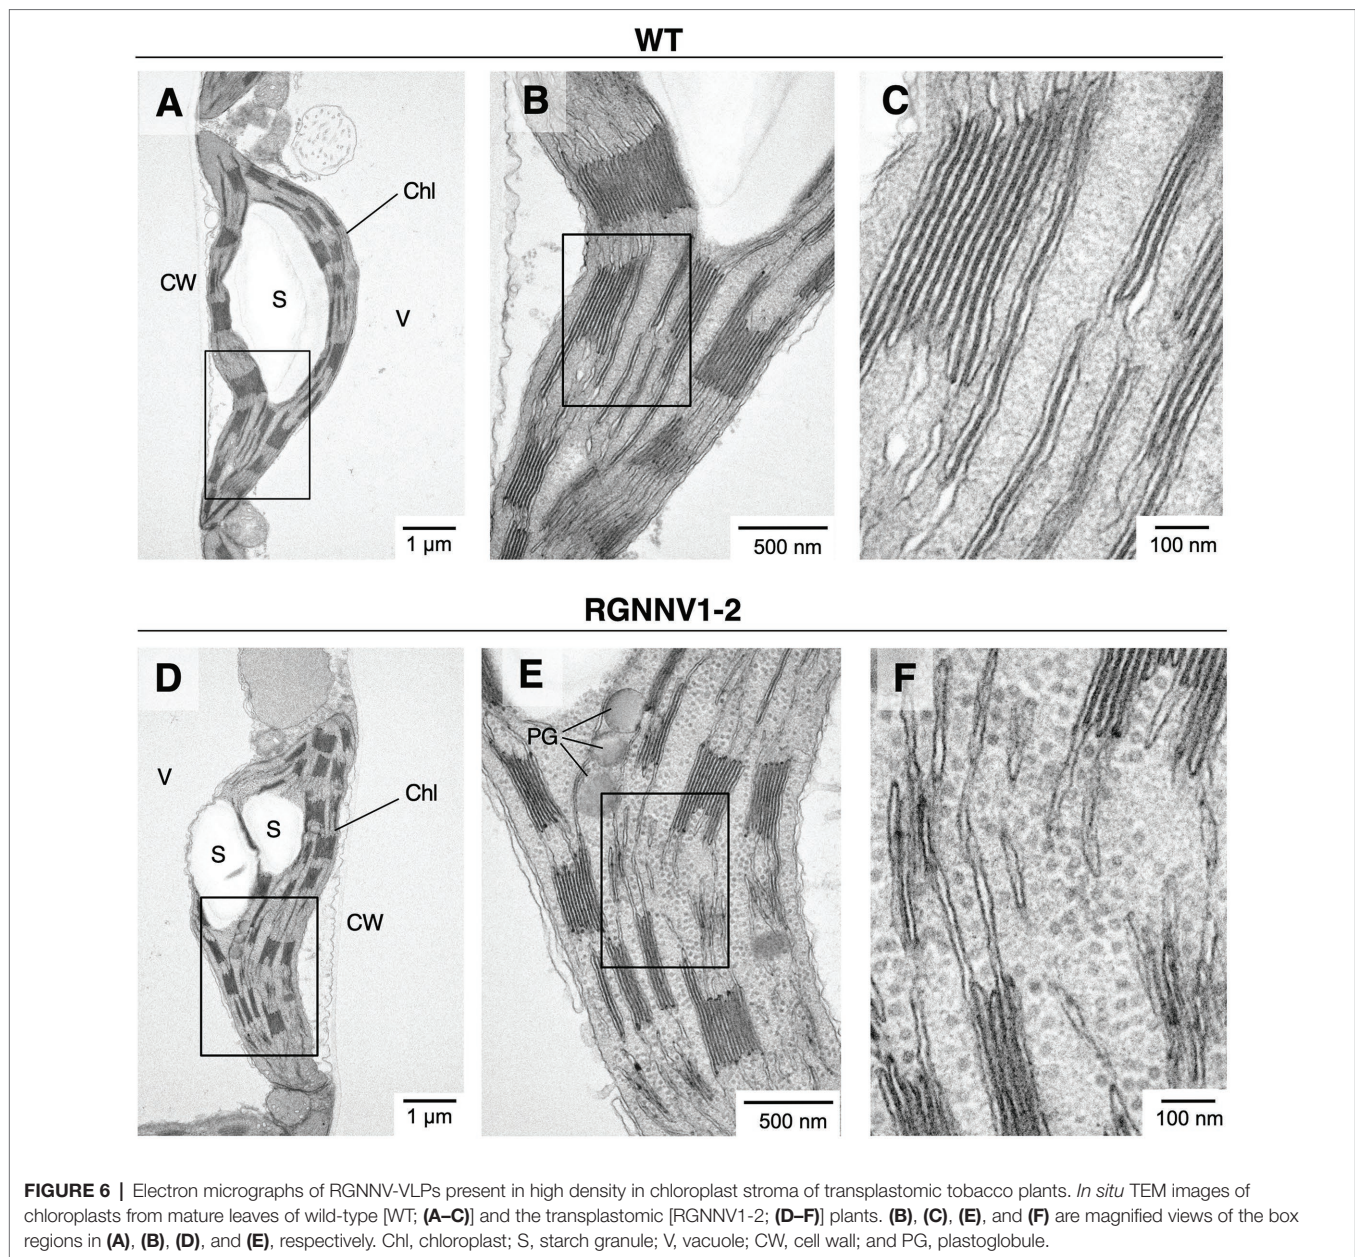 WT
A
B
C
Chl
CW
S
V
1 µm
500 nm
100 nm
RGNNV1-2
D
E
F
PG
V
Chl
S
S
CW
1 µm
500 nm
100 nm
FIGURE 6 | Electron micrographs of RGNNV-VLPs present in high density in chloroplast stroma of transplastomic tobacco plants. In situ TEM images of
chloroplasts from mature leaves of wild-type [WT; (A–C)] and the transplastomic [RGNNV1-2; (D–F)] plants. (B), (C), (E), and (F) are magnified views of the box
regions in (A), (B), (D), and (E), respectively. Chl, chloroplast; S, starch granule; V, vacuole; CW, cell wall; and PG, plastoglobule.